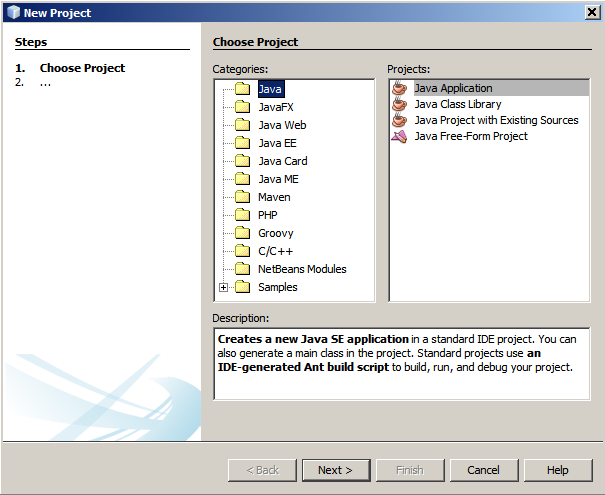 New Project
Steps
1. Choose Project
2. ...
Choose Project
Categories:
Java
JavaFX
Java Web
Java EE
Java Card
Java ME
Maven
PHP
Groovy
C/C++
NetBeans Modules
Samples
Projects:
Java Application
Java Class Library
Java Project with Existing Sources
Java Free-Form Project
Description:
Creates a new Java SE application in a standard IDE project. You can
also generate a main class in the project. Standard projects use an
IDE-generated Ant build script to build, run, and debug your project.
< Back
Next >
Finish
Cancel
Help